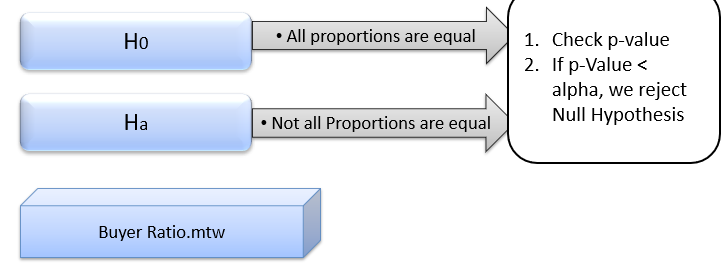 H0
• All proportions are equal
1. Check p-value
2. If p-Value <
alpha, we reject
Null Hypothesis
Ha
• Not all Proportions are equal
Buyer Ratio.mtw